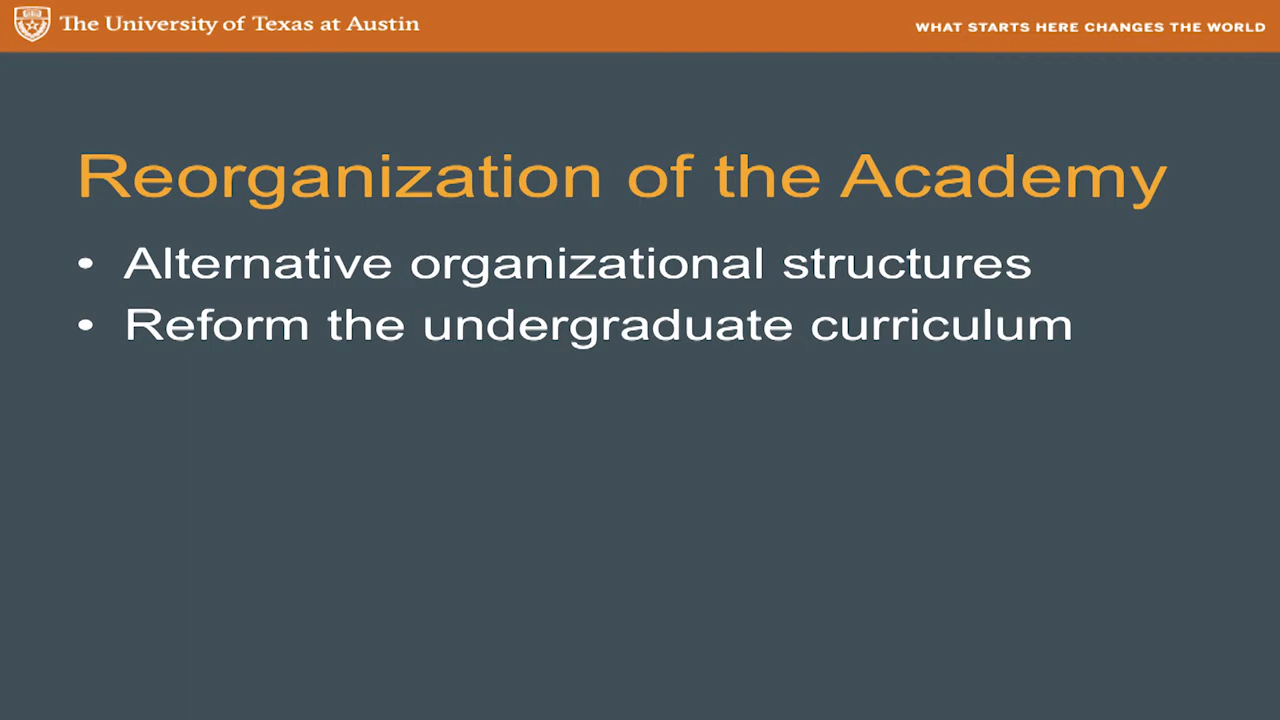 The University of Texas at Austin
WHAT STARTS HERE CHANGES THE WORLD
Reorganization of the Academy
• Alternative organizational structures
• Reform the undergraduate curriculum